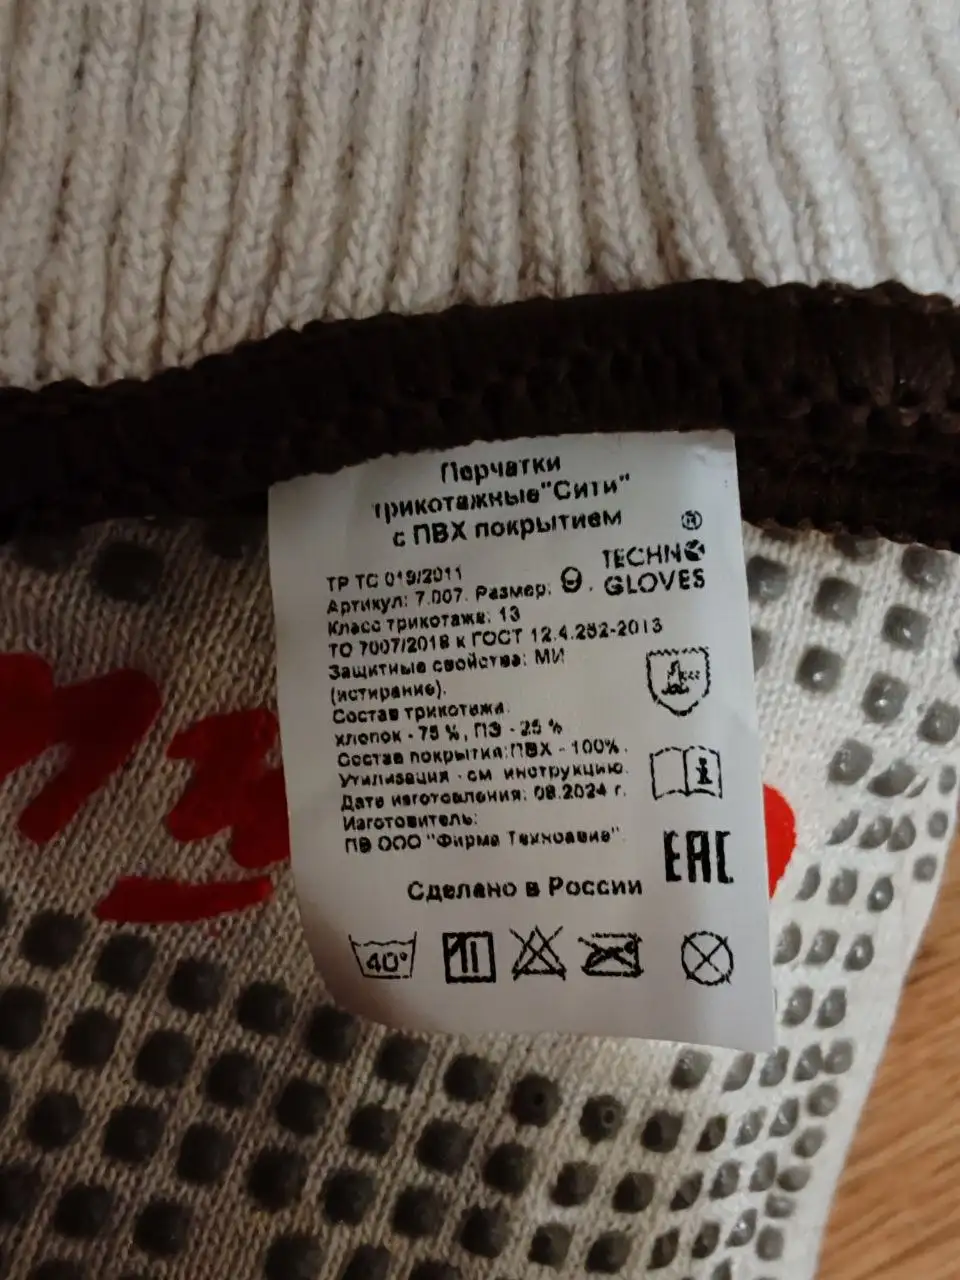 Перчатки
трикотажные"Сити"
с ПВХ покрытием
®
TECHNO
GLOVES
ТР ТС 019/2011
Артикул: 7.007. Размер: 9.
Класс трикотажа: 13
ТО 7007/2018 к ГОСТ 12.4.252-2013
Защитные свойства: МИ
(истирание).
Состав трикотажа:
хлопок - 75 %, ПЭ - 25 %
Состав покрытия:ПВХ - 100%.
Утилизация - см инструкцию.
Дата изготовления: 08.2024 г.
Изготовитель:
ПВ ООО "Фирма Техноавиа".
EAC
Сделано в России
40°